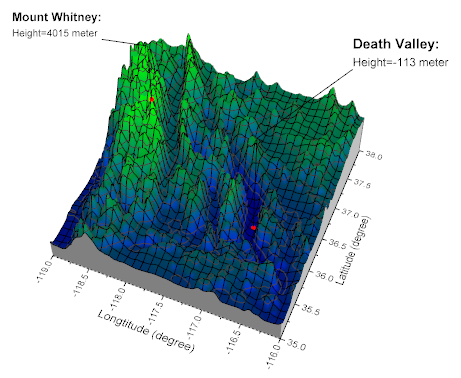 Mount Whitney:
Height=4015 meter
Death Valley:
Height=-113 meter
38.0
37.5
37.0
36.5
36.0
35.5
35.0
Latitude (degree)
-119.0
-118.5
-118.0
-117.5
-117.0
-116.5
-116.0
Longtitude (degree)